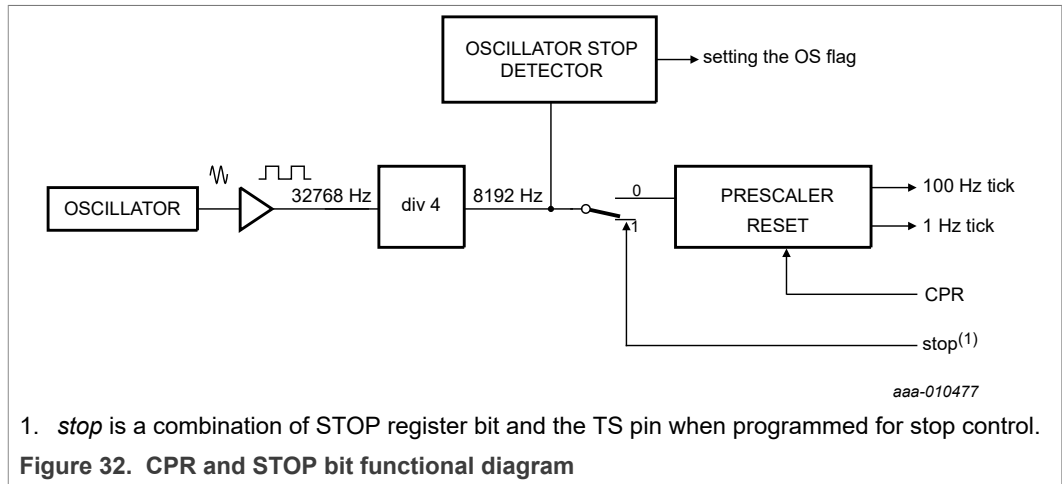 OSCILLATOR STOP
DETECTOR
setting the OS flag
OSCILLATOR
32768 Hz
div 4
8192 Hz
0
1
PRESCALER
RESET
100 Hz tick
1 Hz tick
CPR
stop(1)
aaa-010477
1. stop is a combination of STOP register bit and the TS pin when programmed for stop control.
Figure 32. CPR and STOP bit functional diagram